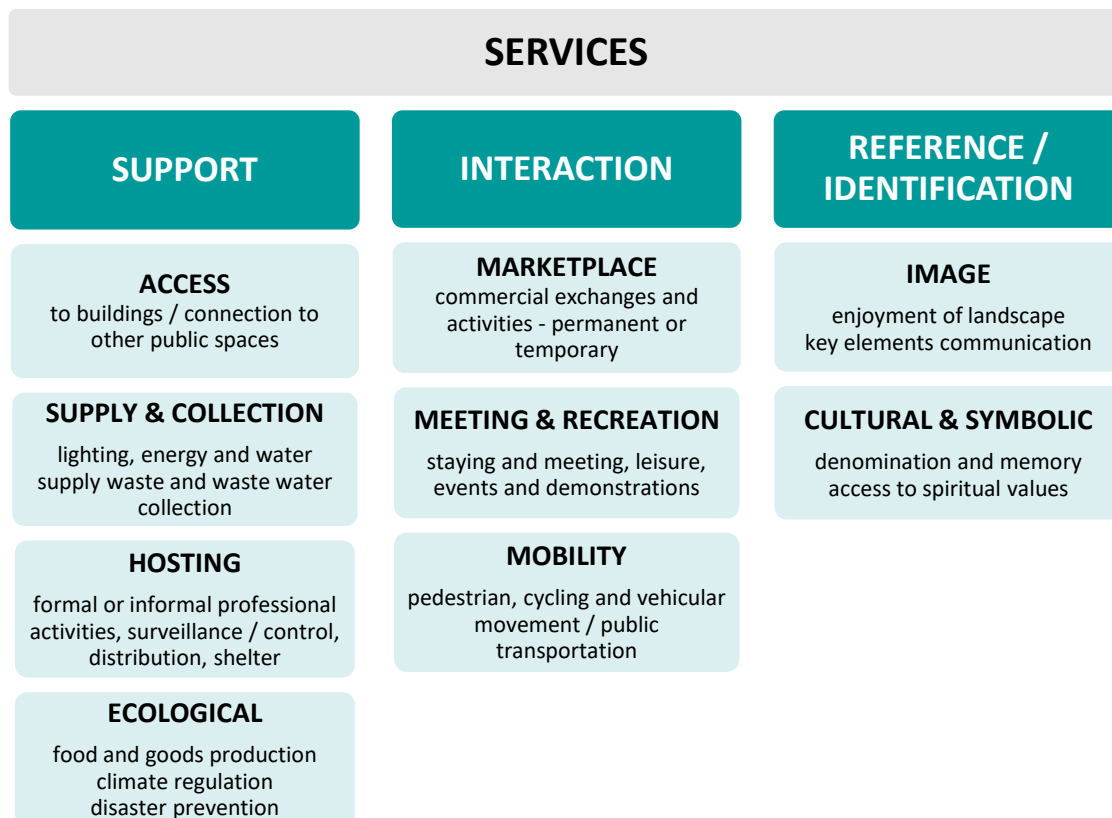 SERVICES
SUPPORT
ACCESS
to buildings / connection to
other public spaces
SUPPLY & COLLECTION
lighting, energy and water
supply waste and waste water
collection
HOSTING
formal or informal professional
activities, surveillance / control,
distribution, shelter
ECOLOGICAL
food and goods production
climate regulation
disaster prevention
INTERACTION
MARKETPLACE
commercial exchanges and
activities - permanent or
temporary
MEETING & RECREATION
staying and meeting, leisure,
events and demonstrations
MOBILITY
pedestrian, cycling and vehicular
movement / public
transportation
REFERENCE /
IDENTIFICATION
IMAGE
enjoyment of landscape
key elements communication
CULTURAL & SYMBOLIC
denomination and memory
access to spiritual values